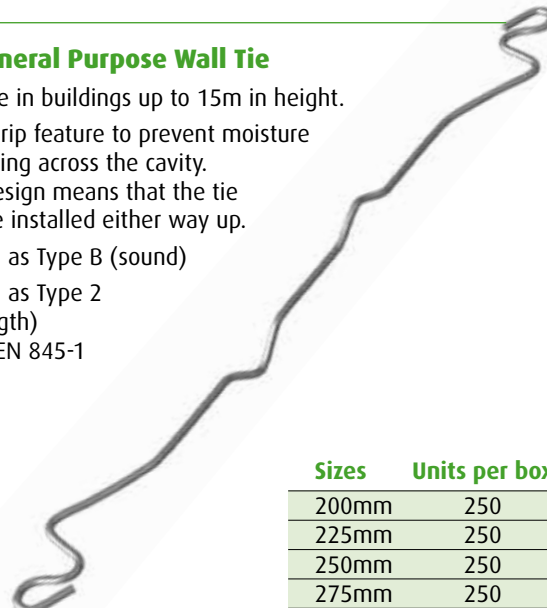 neral Purpose Wall Tie
e in buildings up to 15m in height.
rip feature to prevent moisture
ing across the cavity.
esign means that the tie
e installed either way up.
as Type B (sound)
as Type 2
gth)
EN 845-1
Sizes Units per box
200mm 250
225mm 250
250mm 250
275mm 250